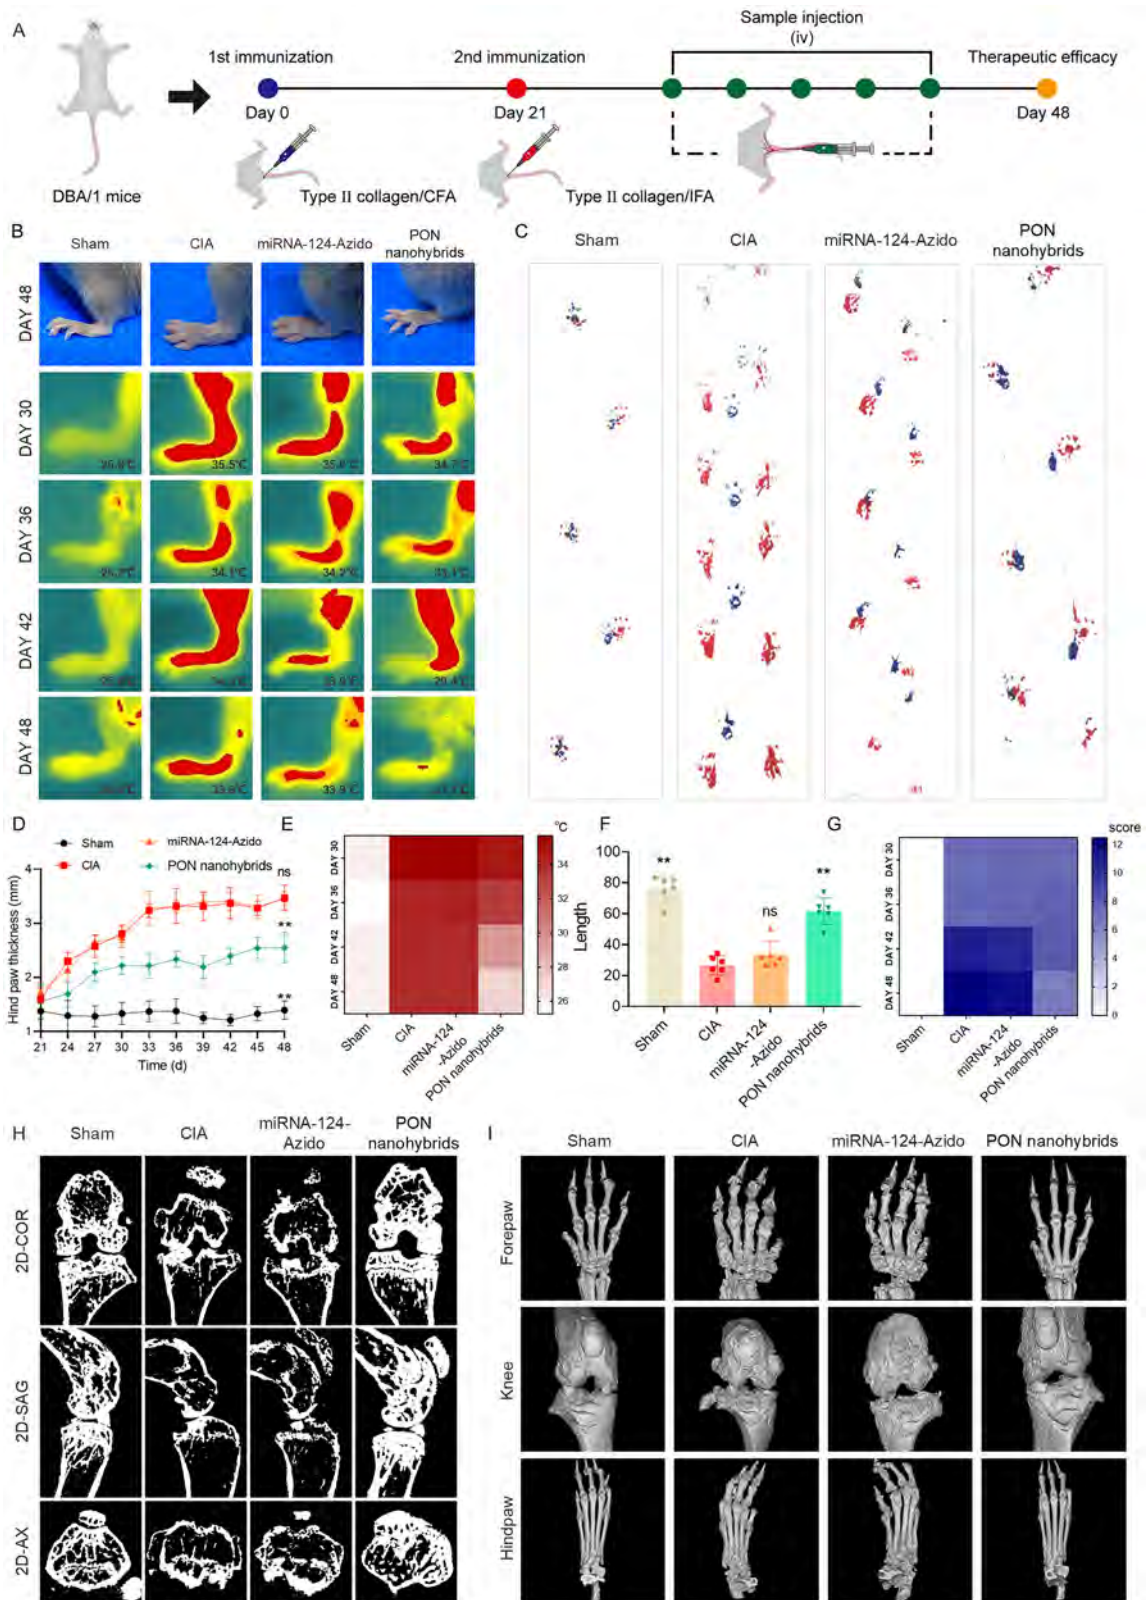 A
Sample injection
(iv)
1st immunization
2nd immunization
Therapeutic efficacy
Day 0
Day 21
Day 48
DBA/1 mice
Type II collagen/CFA
Type II collagen/IFA
B
Sham
CIA
miRNA-124-Azido
PON
nanohybrids
DAY 48
DAY 30
35.5℃
34.7℃
DAY 36
34.1℃
34.2℃
DAY 42
DAY 48
33.9℃
C
Sham
CIA
miRNA-124-Azido
PON
nanohybrids
D
Sham
miRNA-124-Azido
CIA
PON nanohybrids
ns
**
**
Hind paw thickness (mm)
4
3
2
1
21 24 27 30 33 36 39 42 45 48
Time (d)
E
℃
DAY 30
DAY 36
DAY 42
DAY 48
34
32
30
28
26
Sham
CIA
miRNA-124
-Azido
PON nanohybrids
F
Length
100
80
60
40
20
0
**
ns
**
Sham
CIA
miRNA-124
-Azido
PON nanohybrids
G
score
DAY 30
DAY 36
DAY 42
DAY 48
12
10
8
6
4
2
0
Sham
CIA
miRNA-124
-Azido
PON nanohybrids
H
Sham
CIA
miRNA-124-
Azido
PON
nanohybrids
2D-COR
2D-SAG
2D-AX
I
Sham
CIA
miRNA-124-Azido
PON nanohybrids
Forepaw
Knee
Hindpaw